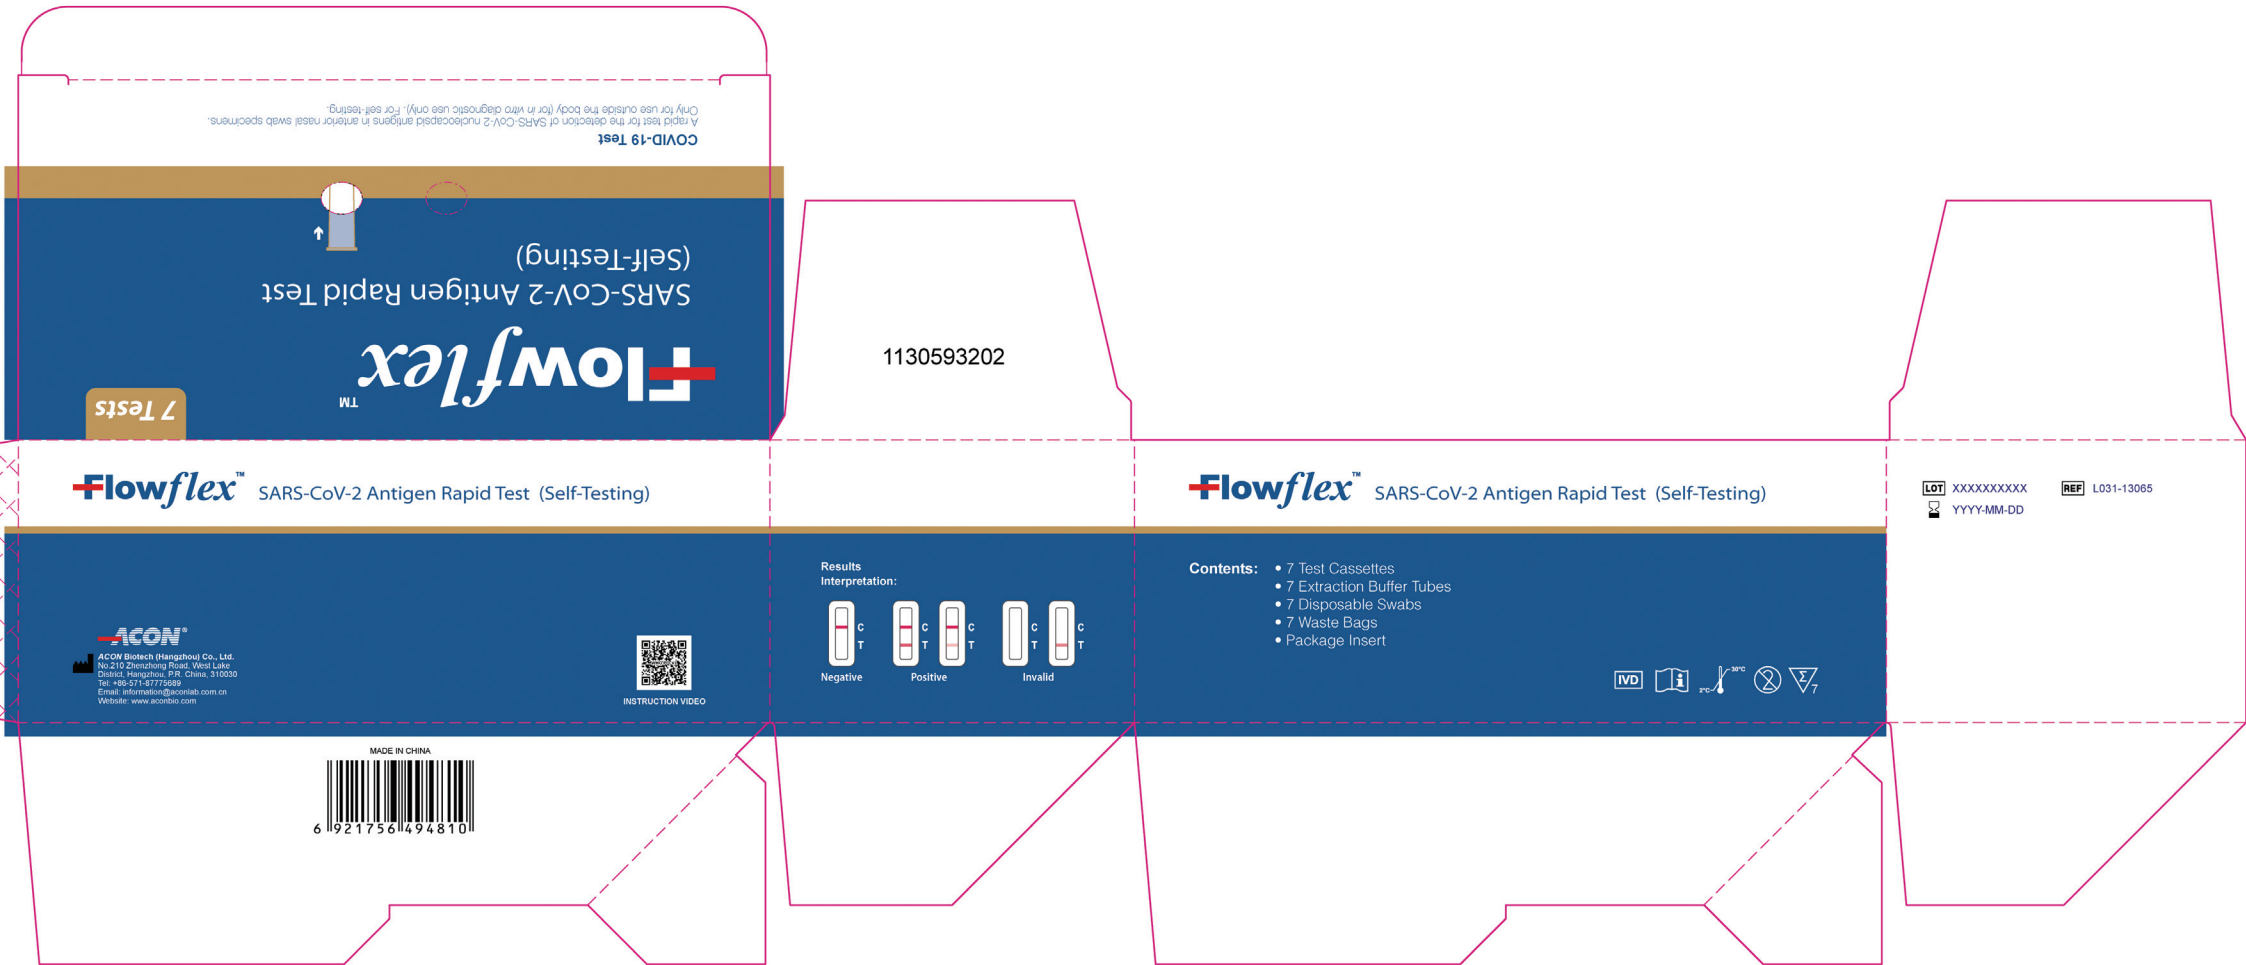 COVID-19 Test
A rapid test for the detection of SARS-CoV-2 nucleocapsid antigens in anterior nasal swab specimens.
Only for use outside the body (for in vitro diagnostic use only). For self-testing.
7 Tests
Flowflex™
SARS-CoV-2 Antigen Rapid Test
(Self-Testing)
1130593202
Flowflex™ SARS-CoV-2 Antigen Rapid Test (Self-Testing)
ACON®
ACON Biotech (Hangzhou) Co., Ltd.
No.210 Zhenzhong Road, West Lake
District, Hangzhou, P.R. China, 310030
Tel: +86-571-87775689
Email: information@aconlab.com.cn
Website: www.aconbio.com
INSTRUCTION VIDEO
MADE IN CHINA
6 921756 494810
Results
Interpretation:
C C C C C
T T T T T
Negative Positive Invalid
Flowflex™ SARS-CoV-2 Antigen Rapid Test (Self-Testing)
Contents: • 7 Test Cassettes
• 7 Extraction Buffer Tubes
• 7 Disposable Swabs
• 7 Waste Bags
• Package Insert
IVD i 2°C 30°C 2 Σ 7
LOT XXXXXXXXXX REF L031-13065
YYYY-MM-DD